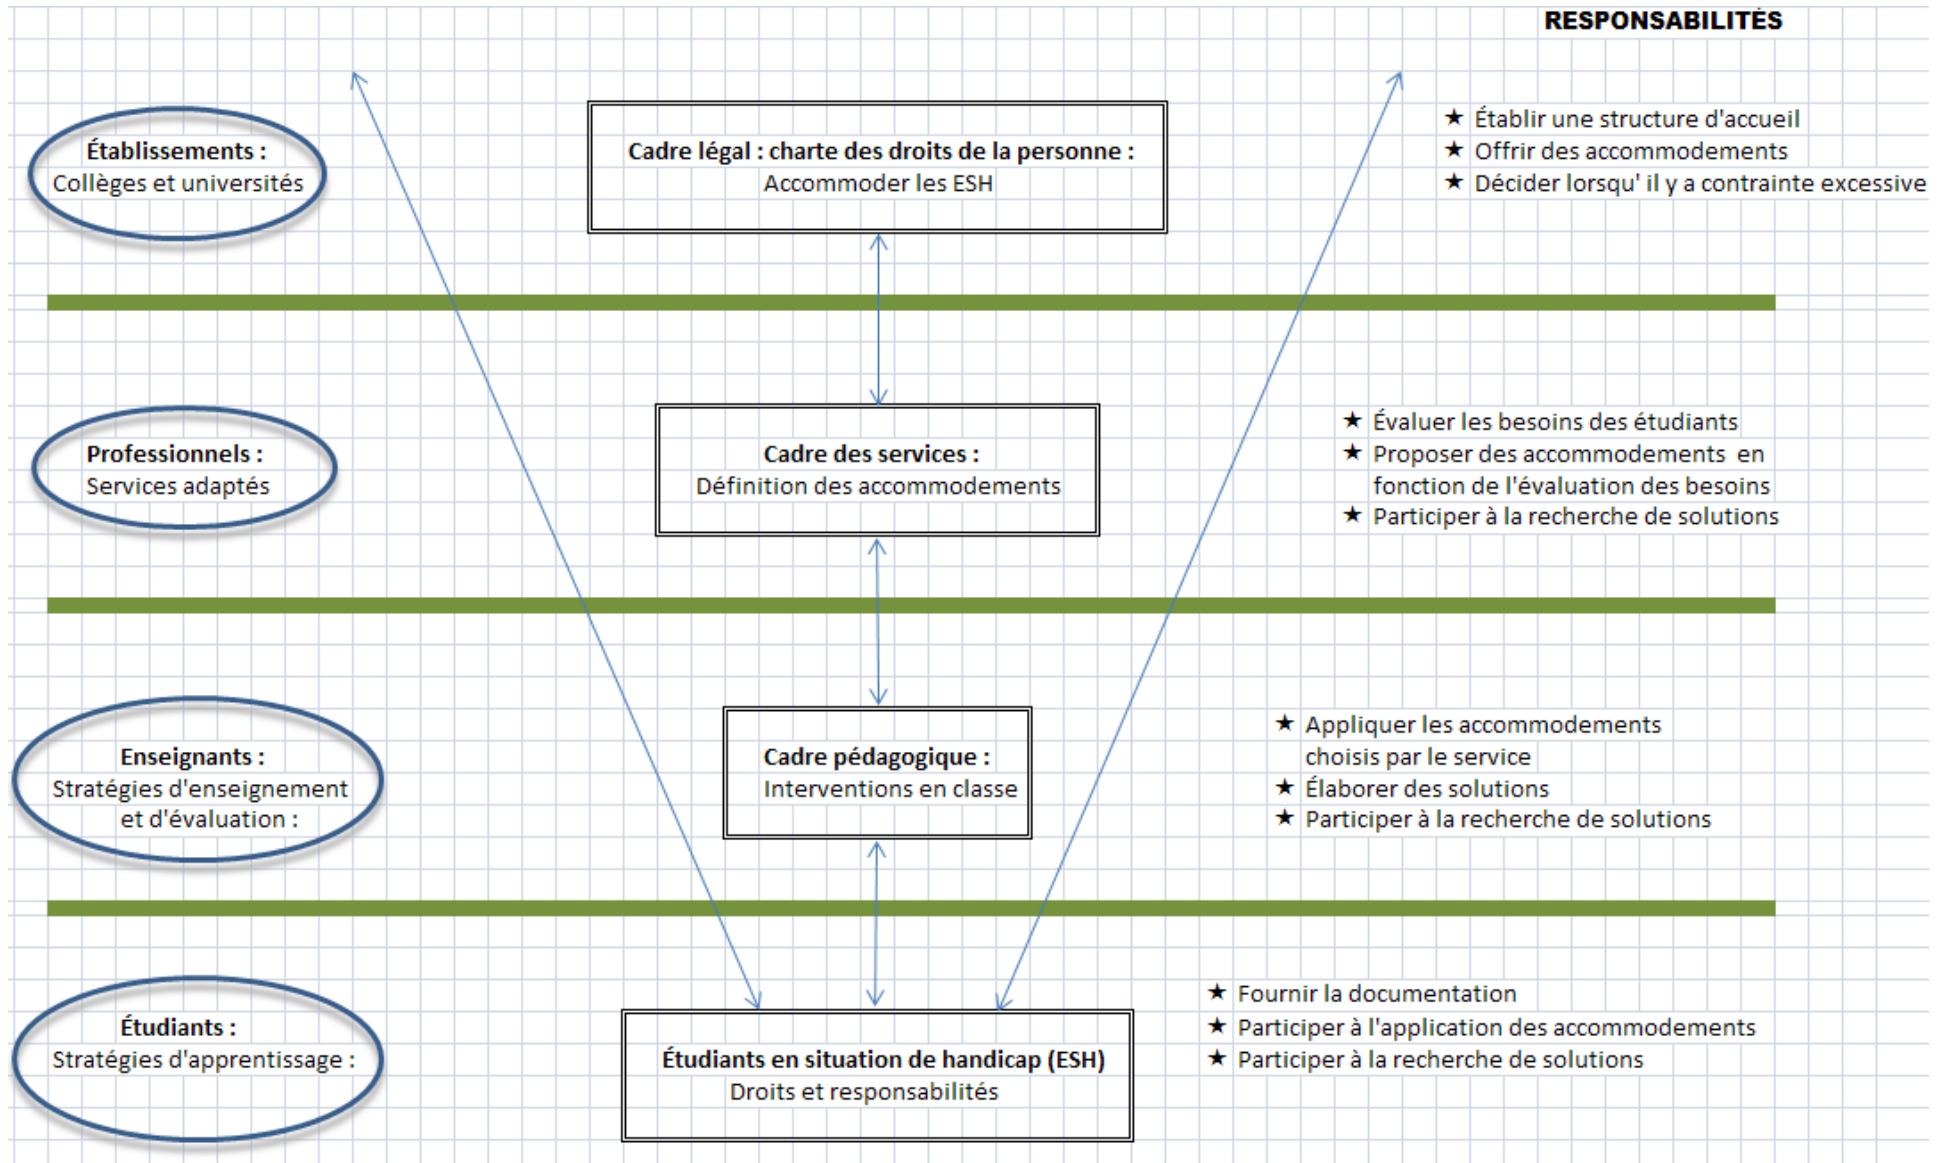 RESPONSABILITÉS
Établissements :
Collèges et universités
Cadre légal : charte des droits de la personne :
Accommoder les ESH
★ Établir une structure d'accueil
★ Offrir des accommodements
★ Décider lorsqu' il y a contrainte excessive
Professionnels :
Services adaptés
Cadre des services :
Définition des accommodements
★ Évaluer les besoins des étudiants
★ Proposer des accommodements en
fonction de l'évaluation des besoins
★ Participer à la recherche de solutions
Enseignants :
Stratégies d'enseignement
et d'évaluation :
Cadre pédagogique :
Interventions en classe
★ Appliquer les accommodements
choisis par le service
★ Élaborer des solutions
★ Participer à la recherche de solutions
Étudiants :
Stratégies d'apprentissage :
Étudiants en situation de handicap (ESH)
Droits et responsabilités
★ Fournir la documentation
★ Participer à l'application des accommodements
★ Participer à la recherche de solutions